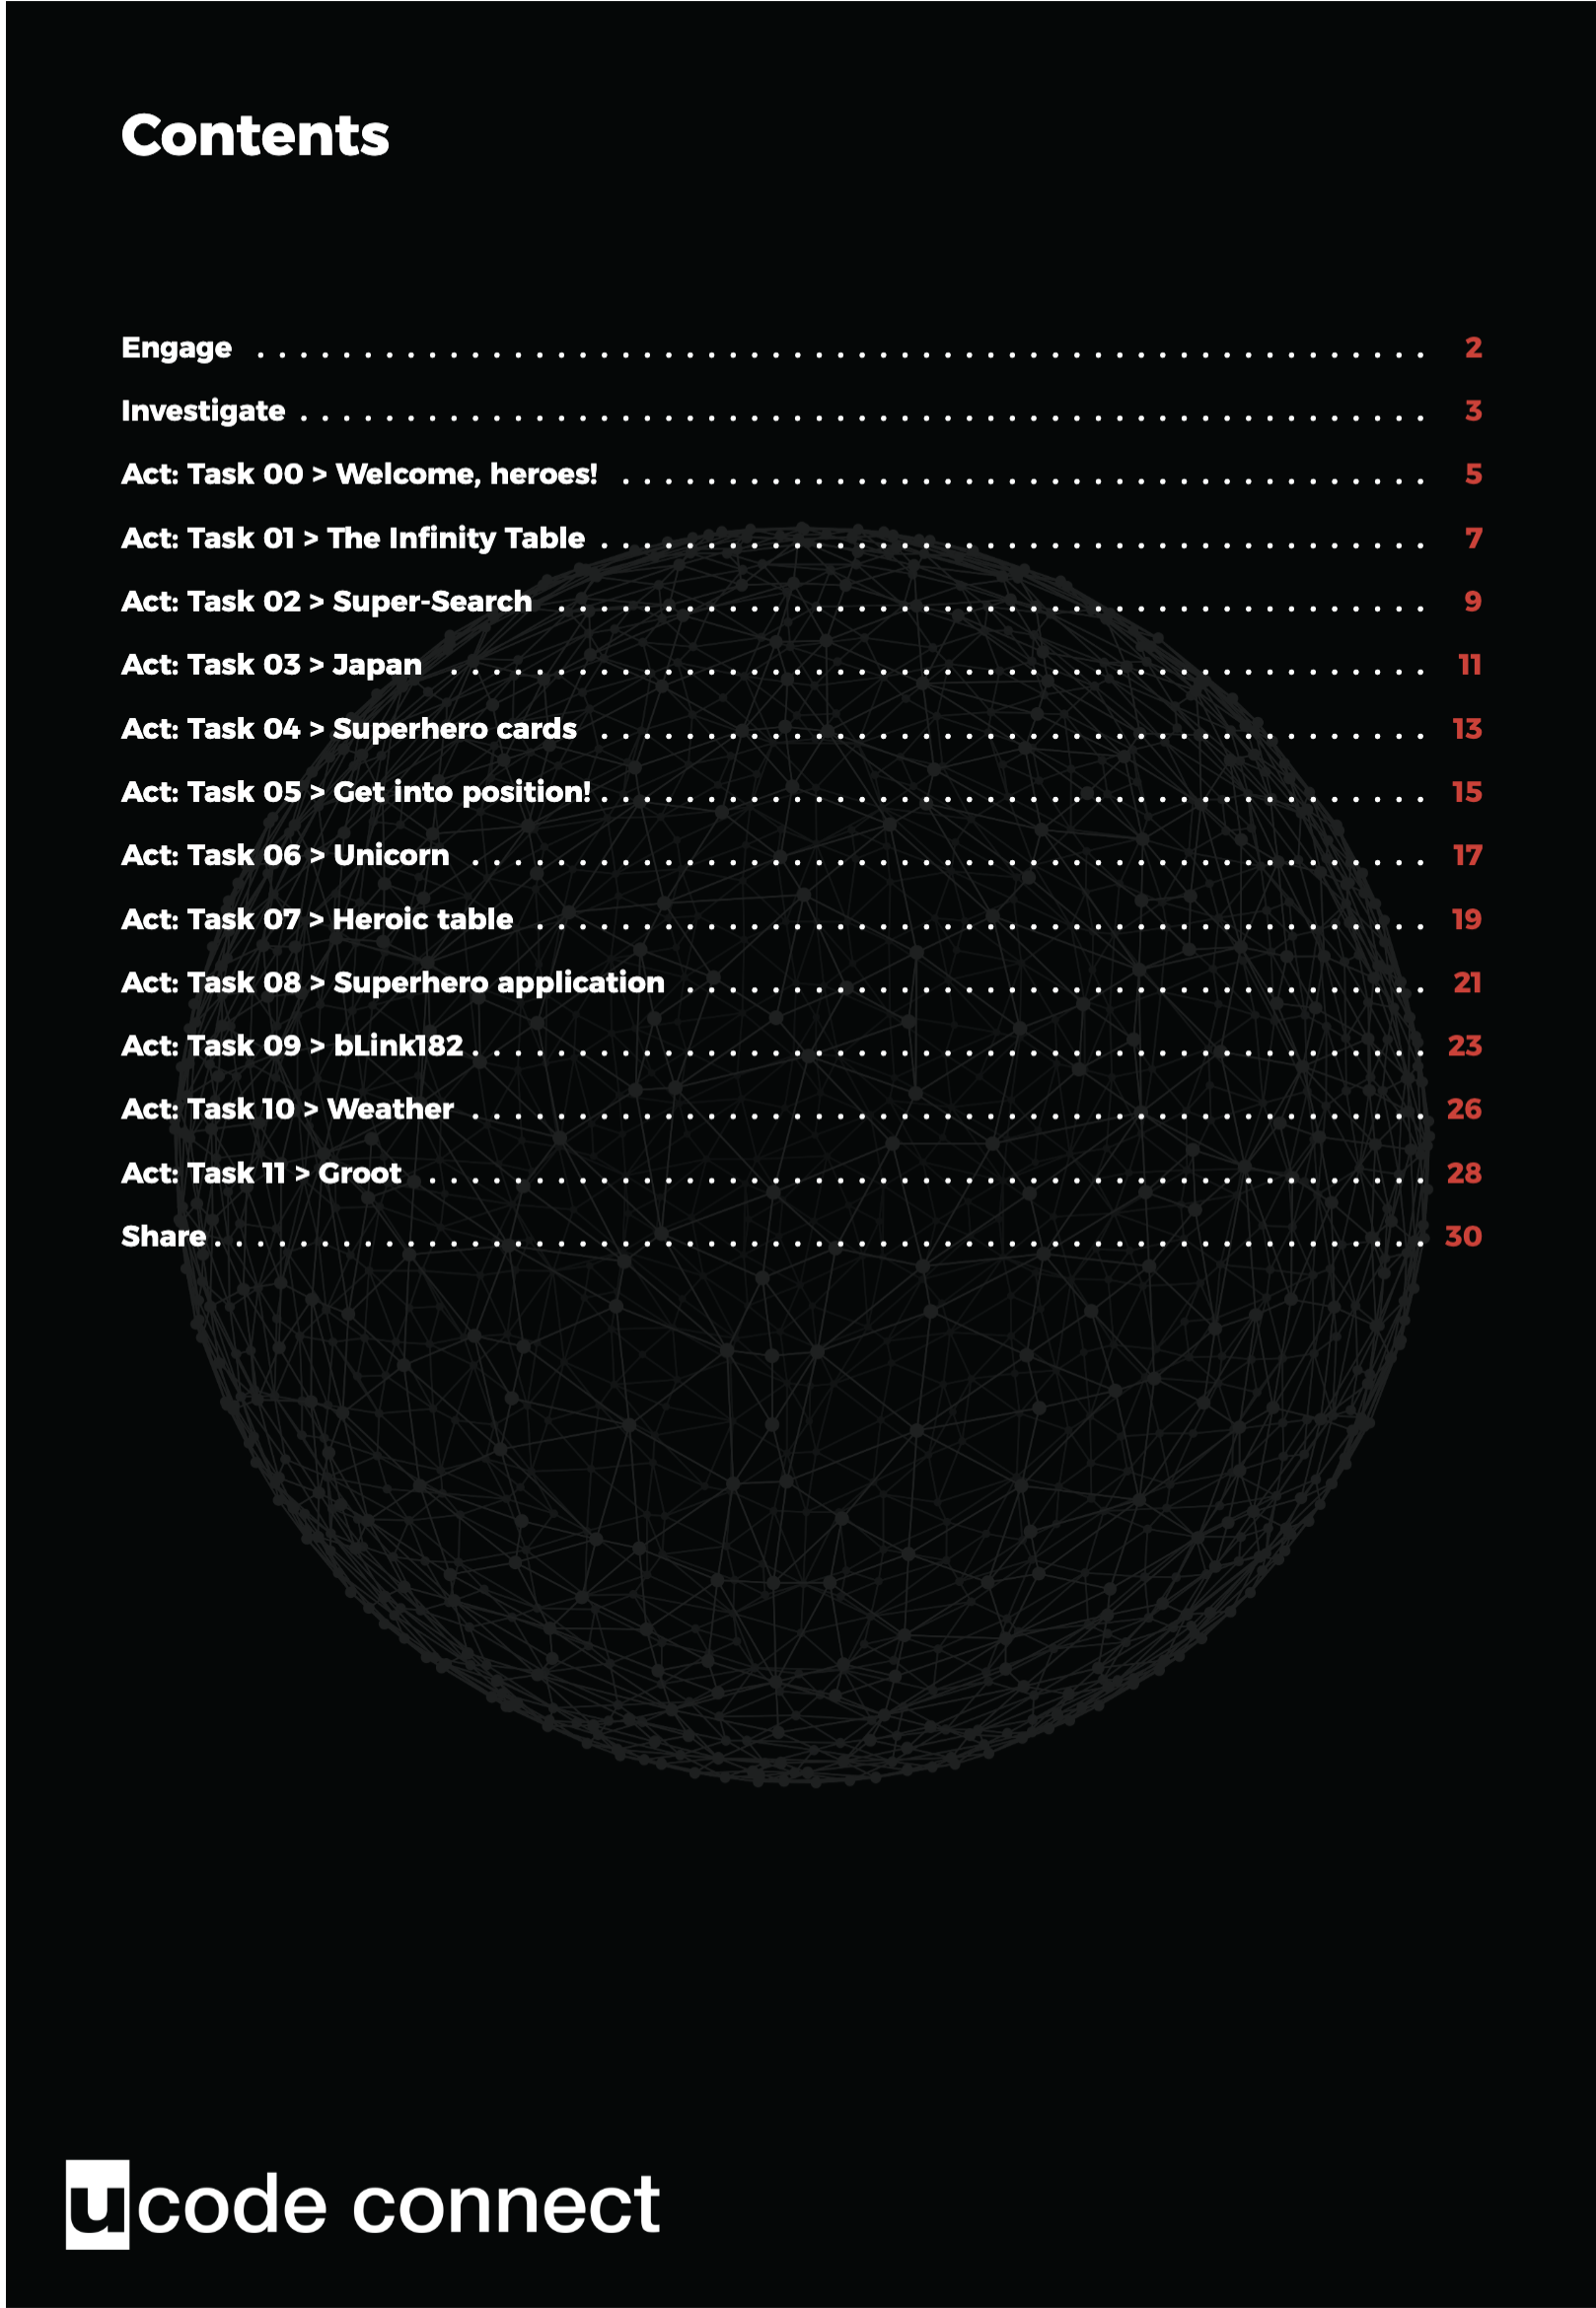 Contents
Engage . . . . . . . . . . . . . . . . . . . . . . . . . . . . . . . . . . . . . . . . . . . . . . . . . . . . . . . 2
Investigate . . . . . . . . . . . . . . . . . . . . . . . . . . . . . . . . . . . . . . . . . . . . . . . . . . . . . 3
Act: Task 00 > Welcome, heroes! . . . . . . . . . . . . . . . . . . . . . . . . . . . . . . . . . . . . . . 5
Act: Task 01 > The Infinity Table . . . . . . . . . . . . . . . . . . . . . . . . . . . . . . . . . . . . . . . 7
Act: Task 02 > Super-Search . . . . . . . . . . . . . . . . . . . . . . . . . . . . . . . . . . . . . . . . . 9
Act: Task 03 > Japan . . . . . . . . . . . . . . . . . . . . . . . . . . . . . . . . . . . . . . . . . . . . . . 11
Act: Task 04 > Superhero cards . . . . . . . . . . . . . . . . . . . . . . . . . . . . . . . . . . . . . . . 13
Act: Task 05 > Get into position! . . . . . . . . . . . . . . . . . . . . . . . . . . . . . . . . . . . . . . . 15
Act: Task 06 > Unicorn . . . . . . . . . . . . . . . . . . . . . . . . . . . . . . . . . . . . . . . . . . . . . 17
Act: Task 07 > Heroic table . . . . . . . . . . . . . . . . . . . . . . . . . . . . . . . . . . . . . . . . . . 19
Act: Task 08 > Superhero application . . . . . . . . . . . . . . . . . . . . . . . . . . . . . . . . . . . 21
Act: Task 09 > bLink182 . . . . . . . . . . . . . . . . . . . . . . . . . . . . . . . . . . . . . . . . . . . . . 23
Act: Task 10 > Weather . . . . . . . . . . . . . . . . . . . . . . . . . . . . . . . . . . . . . . . . . . . . . 26
Act: Task 11 > Groot . . . . . . . . . . . . . . . . . . . . . . . . . . . . . . . . . . . . . . . . . . . . . . . 28
Share . . . . . . . . . . . . . . . . . . . . . . . . . . . . . . . . . . . . . . . . . . . . . . . . . . . . . . . . . 30
ucode connect